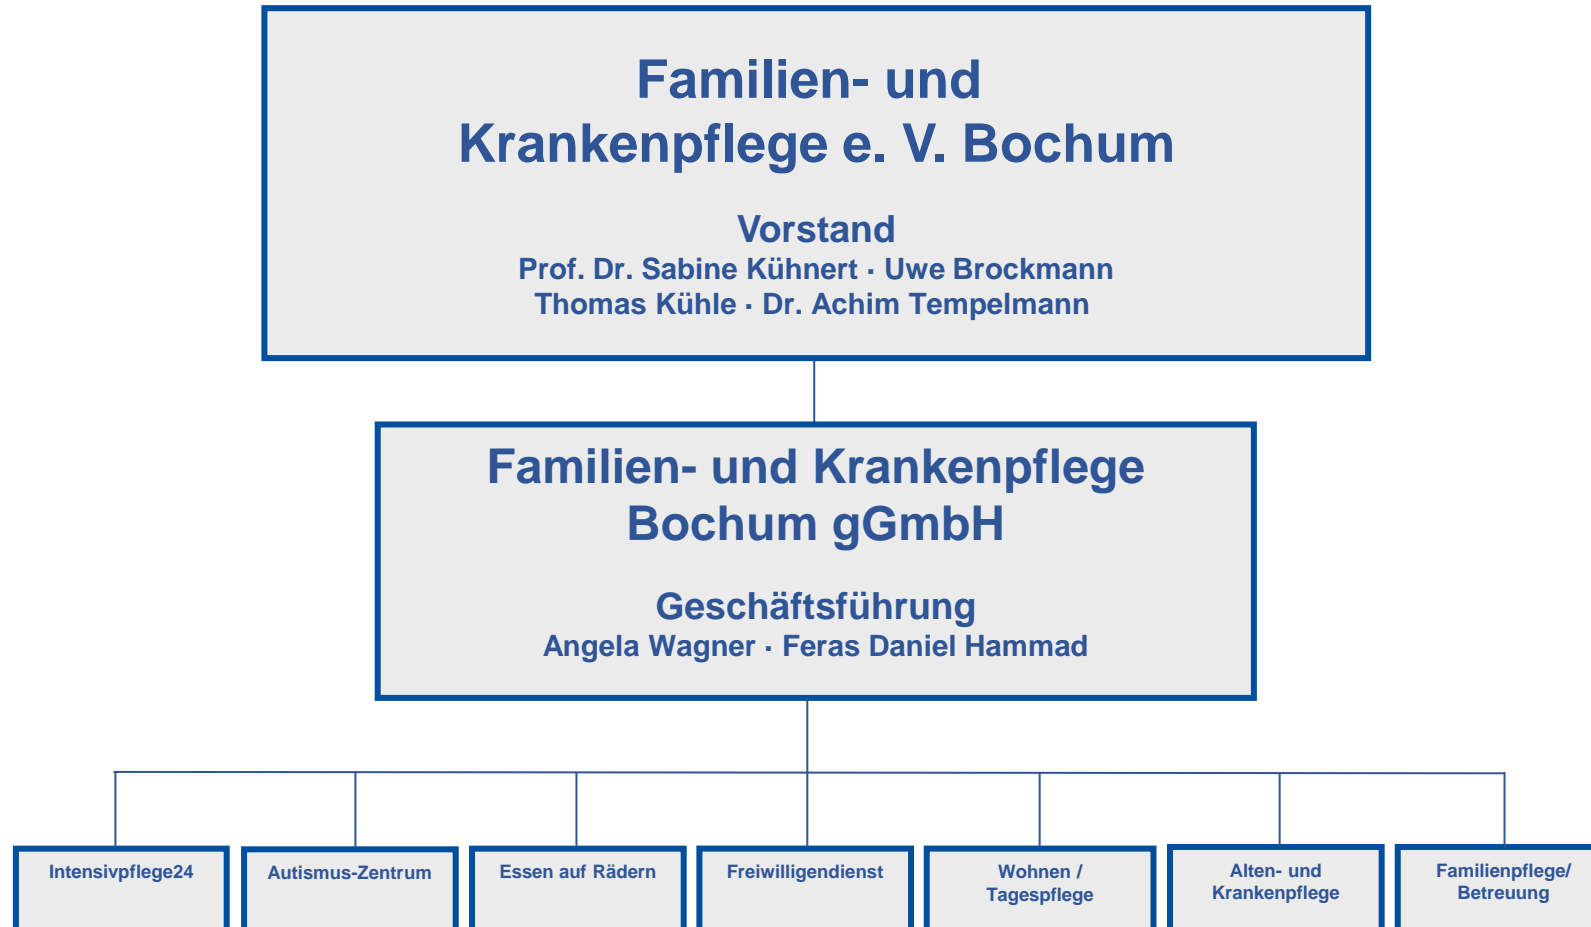 Familien- und
Krankenpflege e. V. Bochum
Vorstand
Prof. Dr. Sabine Kühnert · Uwe Brockmann
Thomas Kühle · Dr. Achim Tempelmann
Familien- und Krankenpflege
Bochum gGmbH
Geschäftsführung
Angela Wagner · Feras Daniel Hammad
Intensivpflege24
Autismus-Zentrum
Essen auf Rädern
Freiwilligendienst
Wohnen /
Tagespflege
Alten- und
Krankenpflege
Familienpflege/
Betreuung